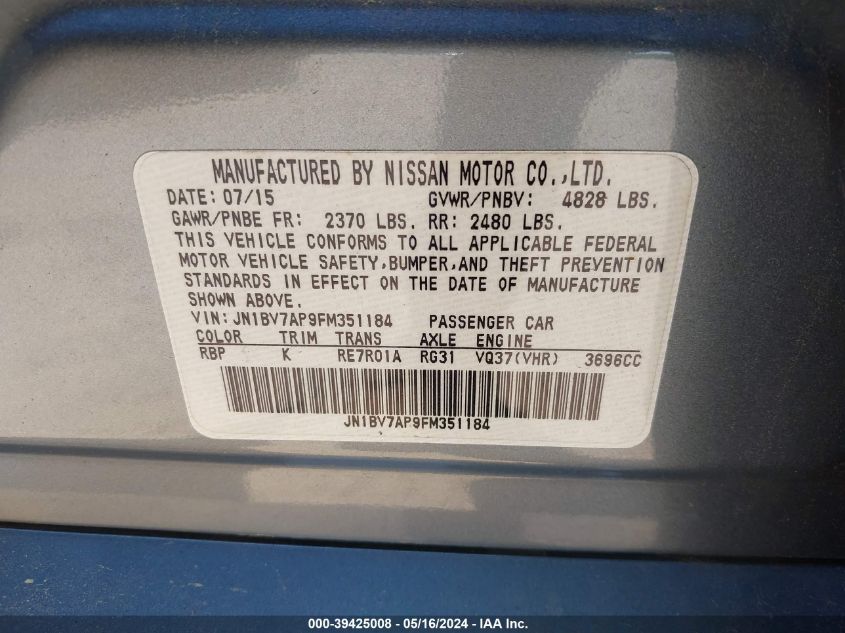 MANUFACTURED BY NISSAN MOTOR CO.,LTD.
DATE: 07/15 GVWR/PNBV: 4828 LBS.
GAWR/PNBE FR: 2370 LBS. RR: 2480 LBS.
THIS VEHICLE CONFORMS TO ALL APPLICABLE FEDERAL
MOTOR VEHICLE SAFETY,BUMPER,AND THEFT PREVENTION
STANDARDS IN EFFECT ON THE DATE OF MANUFACTURE
SHOWN ABOVE.
VIN: JN1BV7AP9FM351184 PASSENGER CAR
COLOR TRIM TRANS AXLE ENGINE
RBP K RE7R01A RG31 VQ37(VHR) 3696CC
JN1BV7AP9FM351184
000-39425008 - 05/16/2024 - IAA Inc.